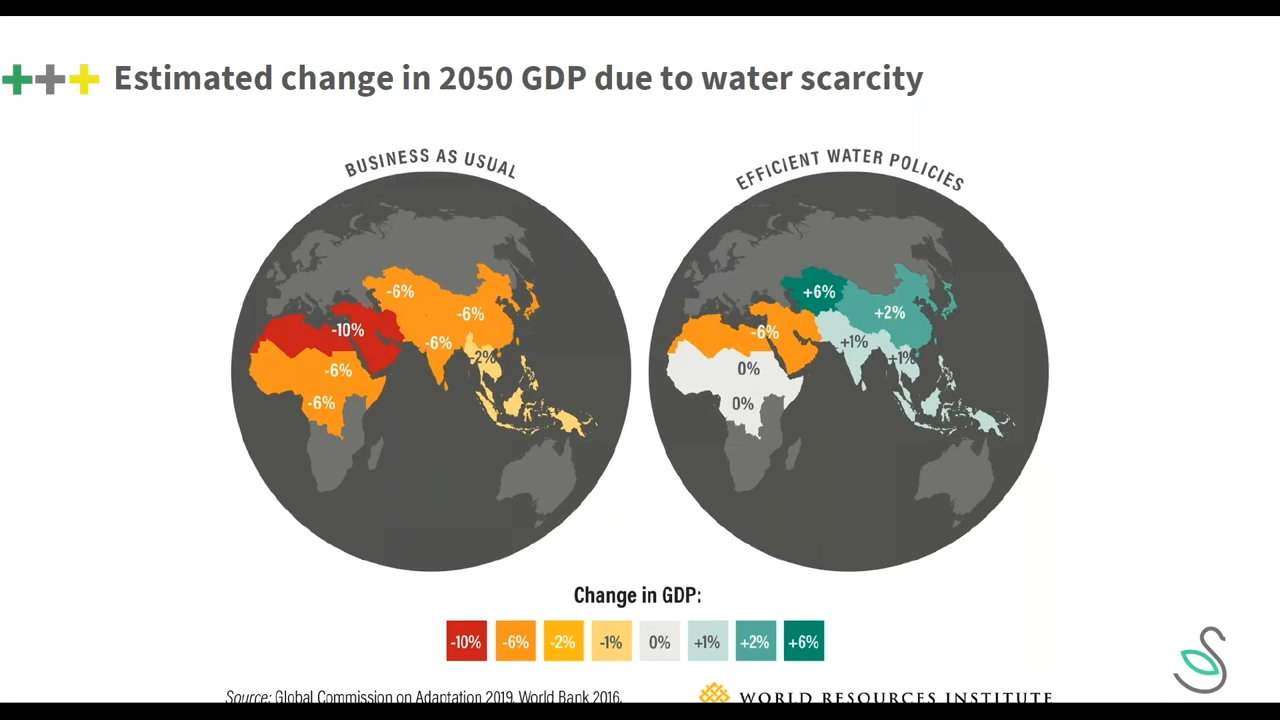 Estimated change in 2050 GDP due to water scarcity
BUSINESS AS USUAL
-6%
-6%
-10%
-6%
-2%
-6%
-6%
EFFICIENT WATER POLICIES
+6%
+2%
-6%
+1%
+1%
0%
0%
Change in GDP:
-10% -6% -2% -1% 0% +1% +2% +6%
Source: Global Commission on Adaptation 2019, World Bank 2016.
WORLD RESOURCES INSTITUTE